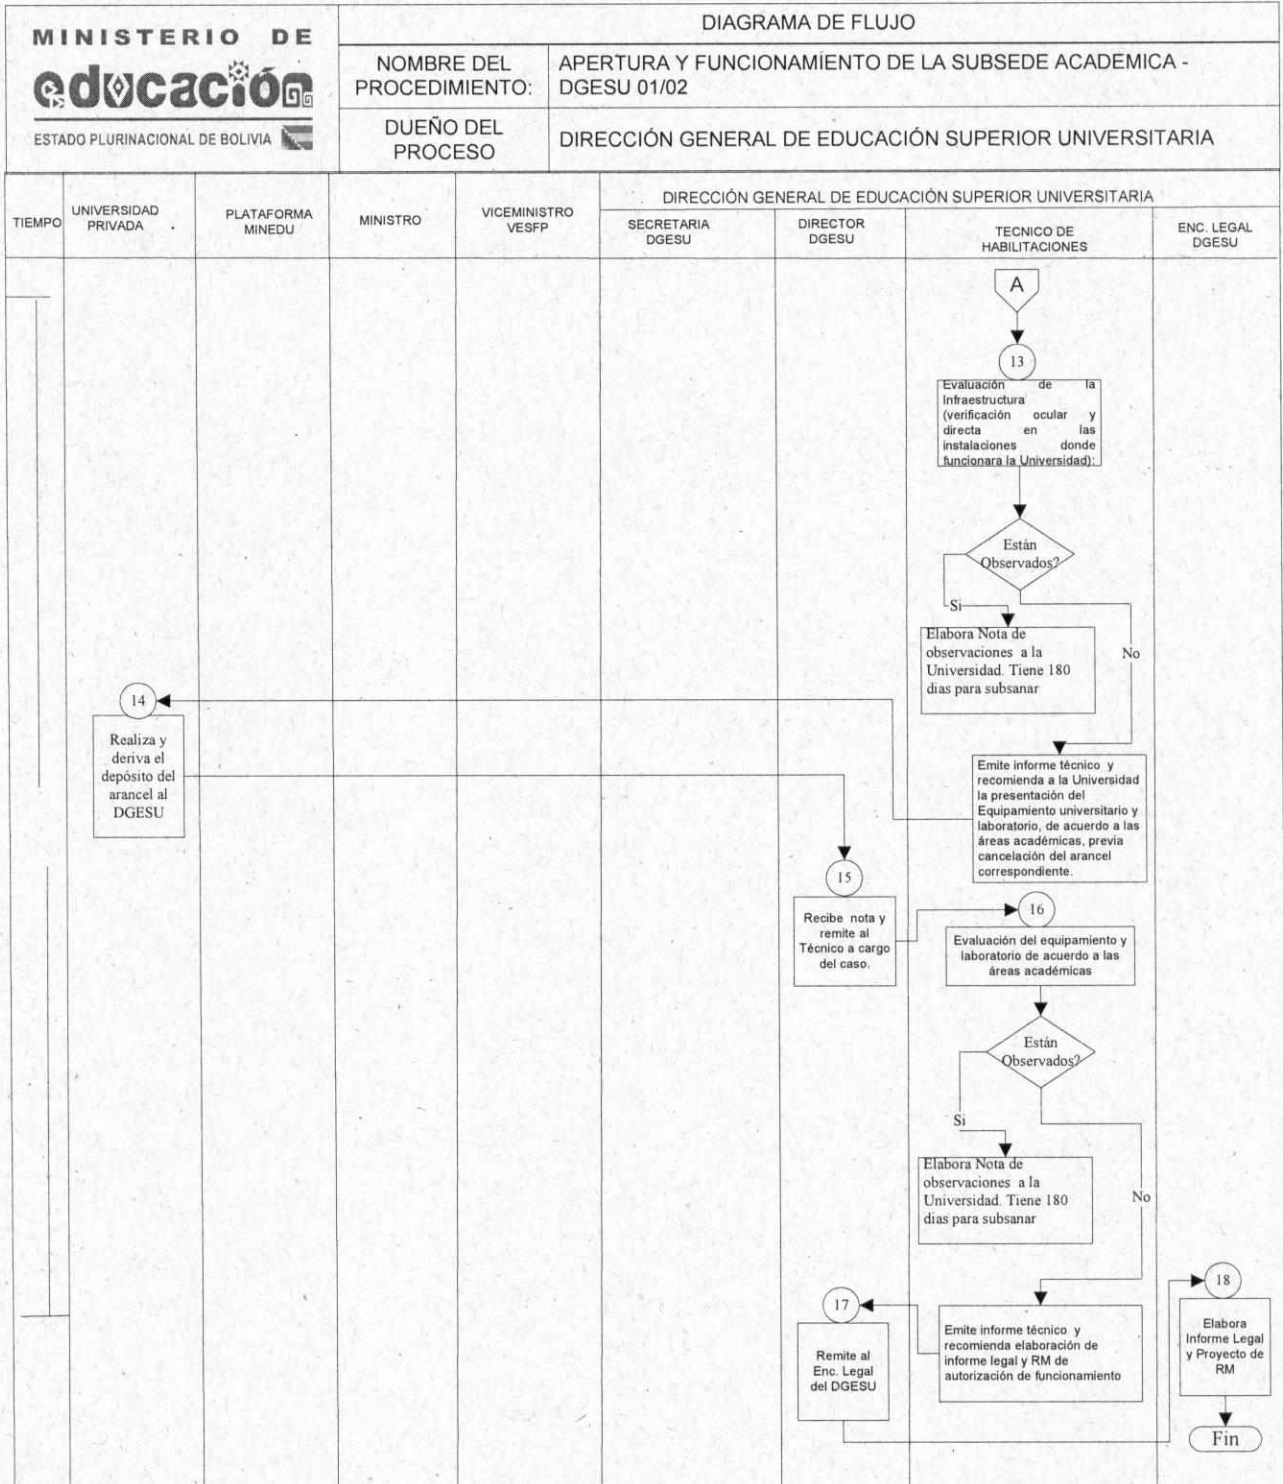 MINISTERIO DE
educación
ESTADO PLURINACIONAL DE BOLIVIA
DIAGRAMA DE FLUJO
NOMBRE DEL
PROCEDIMIENTO:
APERTURA Y FUNCIONAMIENTO DE LA SUBSEDE ACADEMICA -
DGESU 01/02
DUEÑO DEL
PROCESO
DIRECCIÓN GENERAL DE EDUCACIÓN SUPERIOR UNIVERSITARIA
TIEMPO
UNIVERSIDAD
PRIVADA
PLATAFORMA
MINEDU
MINISTRO
VICEMINISTRO
VESFP
DIRECCIÓN GENERAL DE EDUCACIÓN SUPERIOR UNIVERSITARIA
SECRETARIA
DGESU
DIRECTOR
DGESU
TECNICO DE
HABILITACIONES
ENC. LEGAL
DGESU
A
13
Evaluación de la
Infraestructura
(verificación ocular y
directa en las
instalaciones donde
funcionara la Universidad);
Están
Observados?
Si
Elabora Nota de
observaciones a la
Universidad. Tiene 180
dias para subsanar
No
14
Realiza y
deriva el
depósito del
arancel al
DGESU
Emite informe técnico y
recomienda a la Universidad
la presentación del
Equipamiento universitario y
laboratorio, de acuerdo a las
áreas académicas, previa
cancelación del arancel
correspondiente.
15
Recibe nota y
remite al
Técnico a cargo
del caso.
16
Evaluación del equipamiento y
laboratorio de acuerdo a las
áreas académicas
Están
Observados?
Si
Elabora Nota de
observaciones a la
Universidad. Tiene 180
dias para subsanar
No
17
Remite al
Enc. Legal
del DGESU
Emite informe técnico y
recomienda elaboración de
informe legal y RM de
autorización de funcionamiento
18
Elabora
Informe Legal
y Proyecto de
RM
Fin